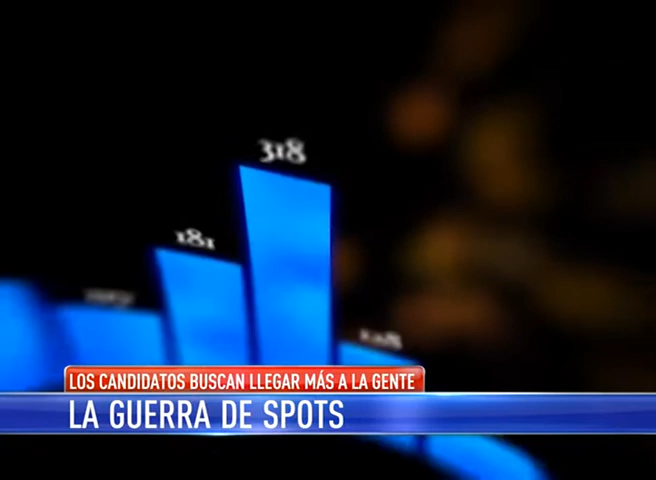 318
181
LOS CANDIDATOS BUSCAN LLEGAR MÁS A LA GENTE
LA GUERRA DE SPOTS